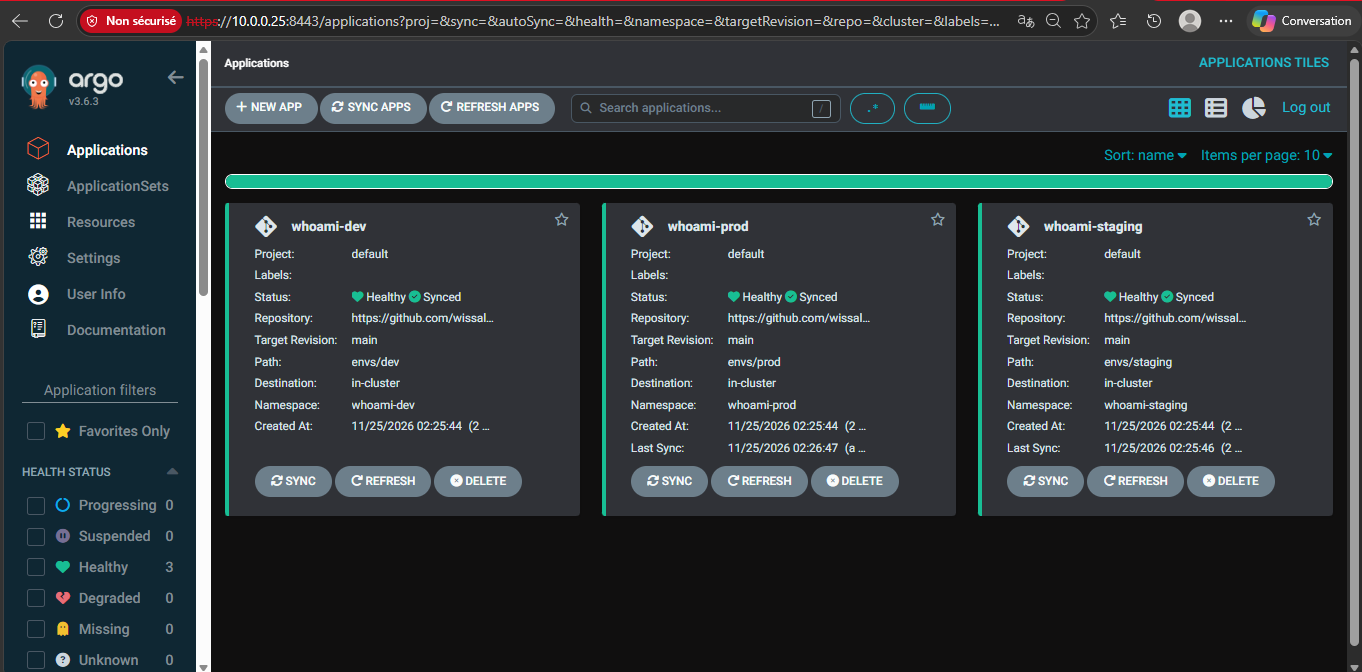 Non sécurisé https://10.0.0.25:8443/applications?proj=&sync=&autoSync=&health=&namespace=&targetRevision=&repo=&cluster=&labels=... Conversation
argo
v3.6.3
Applications
ApplicationSets
Resources
Settings
User Info
Documentation
Application filters
Favorites Only
HEALTH STATUS
Progressing 0
Suspended 0
Healthy 3
Degraded 0
Missing 0
Unknown 0
Applications APPLICATIONS TILES
+ NEW APP SYNC APPS REFRESH APPS Search applications... / .* Log out
Sort: name Items per page: 10
whoami-dev
Project: default
Labels:
Status: Healthy Synced
Repository: https://github.com/wissal...
Target Revision: main
Path: envs/dev
Destination: in-cluster
Namespace: whoami-dev
Created At: 11/25/2026 02:25:44 (2 ...
SYNC REFRESH DELETE
whoami-prod
Project: default
Labels:
Status: Healthy Synced
Repository: https://github.com/wissal...
Target Revision: main
Path: envs/prod
Destination: in-cluster
Namespace: whoami-prod
Created At: 11/25/2026 02:25:44 (2 ...
Last Sync: 11/25/2026 02:26:47 (a ...
SYNC REFRESH DELETE
whoami-staging
Project: default
Labels:
Status: Healthy Synced
Repository: https://github.com/wissal...
Target Revision: main
Path: envs/staging
Destination: in-cluster
Namespace: whoami-staging
Created At: 11/25/2026 02:25:44 (2 ...
Last Sync: 11/25/2026 02:25:46 (2 ...
SYNC REFRESH DELETE